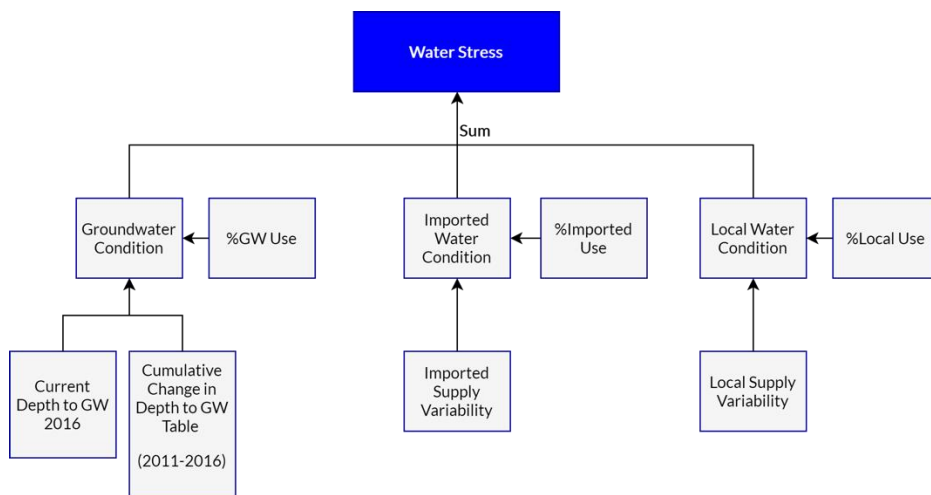 Water Stress
Sum
Groundwater
Condition
%GW Use
Imported
Water
Condition
%Imported
Use
Local Water
Condition
%Local Use
Current
Depth to GW
2016
Cumulative
Change in
Depth to GW
Table
(2011-2016)
Imported
Supply
Variability
Local Supply
Variability